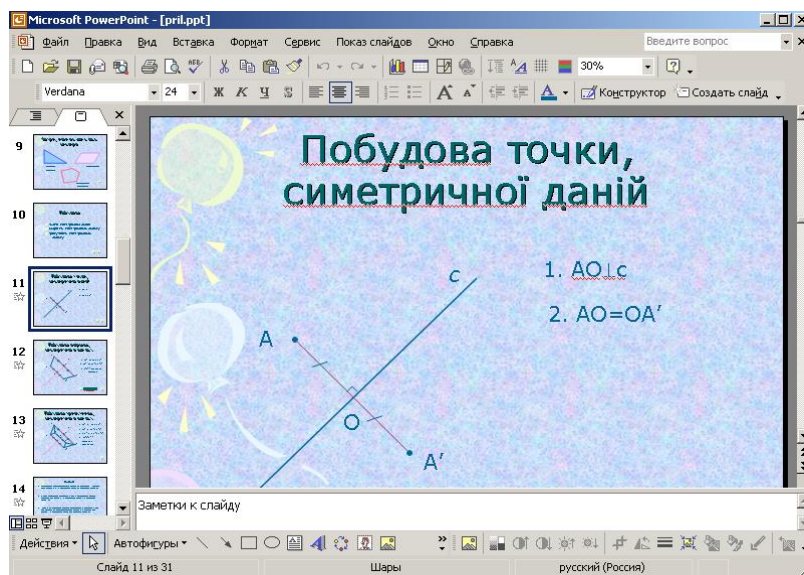 Microsoft PowerPoint - [pril.ppt]
Файл Правка Вид Вставка Формат Сервис Показ слайдов Окно Справка
Введите вопрос
30%
Verdana 24 Ж К Ч S Конструктор Создать слайд
9
10
11
12
13
14
Побудова точки,
симетричної даній
c
1. AO⊥c
2. AO=OA′
A
O
A′
Заметки к слайду
Действия Автофигуры
Слайд 11 из 31 Шары русский (Россия)